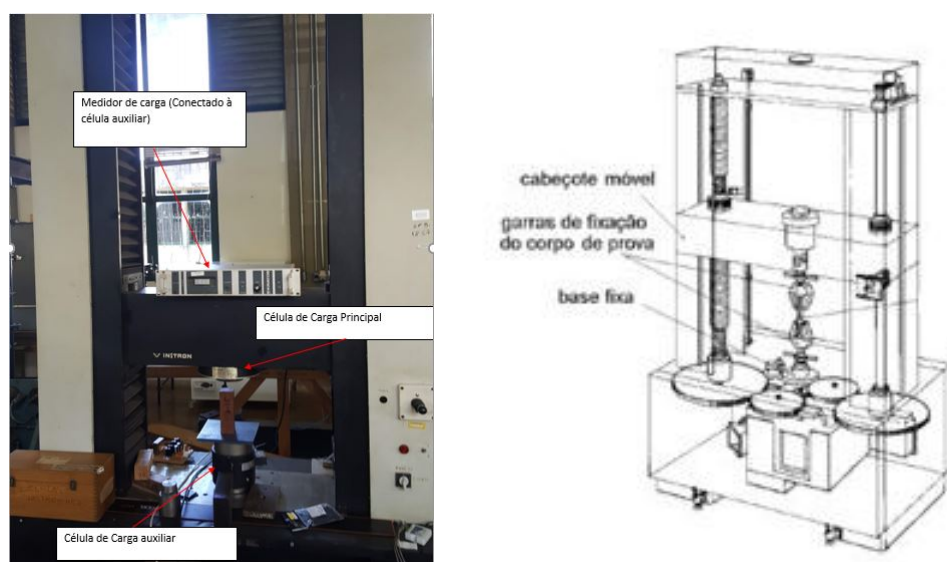 Medidor de carga (Conectado à
célula auxiliar)
Célula de Carga Principal
INSTRON
Célula de Carga auxiliar
cabeçote móvel
garras de fixação
do corpo de prova
base fixa